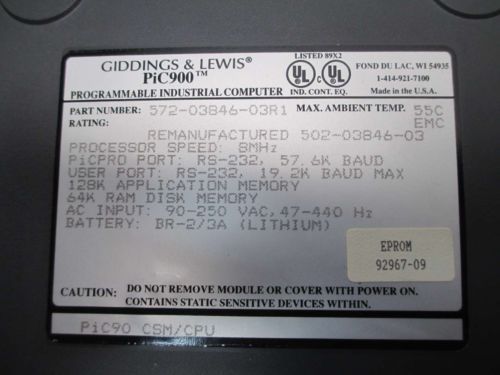 GIDDINGS & LEWIS®
PiC900™
PROGRAMMABLE INDUSTRIAL COMPUTER
LISTED 89X2
UL C UL
IND. CONT. EQ.
FOND DU LAC, WI 54935
1-414-921-7100
Made in the U.S.A.
PART NUMBER: 572-03846-03R1 MAX. AMBIENT TEMP. 55C
RATING: EMC
REMANUFACTURED 502-03846-03
PROCESSOR SPEED: 8MHz
PiCPRO PORT: RS-232, 57.6K BAUD
USER PORT: RS-232, 19.2K BAUD MAX
128K APPLICATION MEMORY
64K RAM DISK MEMORY
AC INPUT: 90-250 VAC, 47-440 Hz
BATTERY: BR-2/3A (LITHIUM)
EPROM
92967-09
CAUTION: DO NOT REMOVE MODULE OR COVER WITH POWER ON.
CONTAINS STATIC SENSITIVE DEVICES WITHIN.
PiC90 CSM/CPU